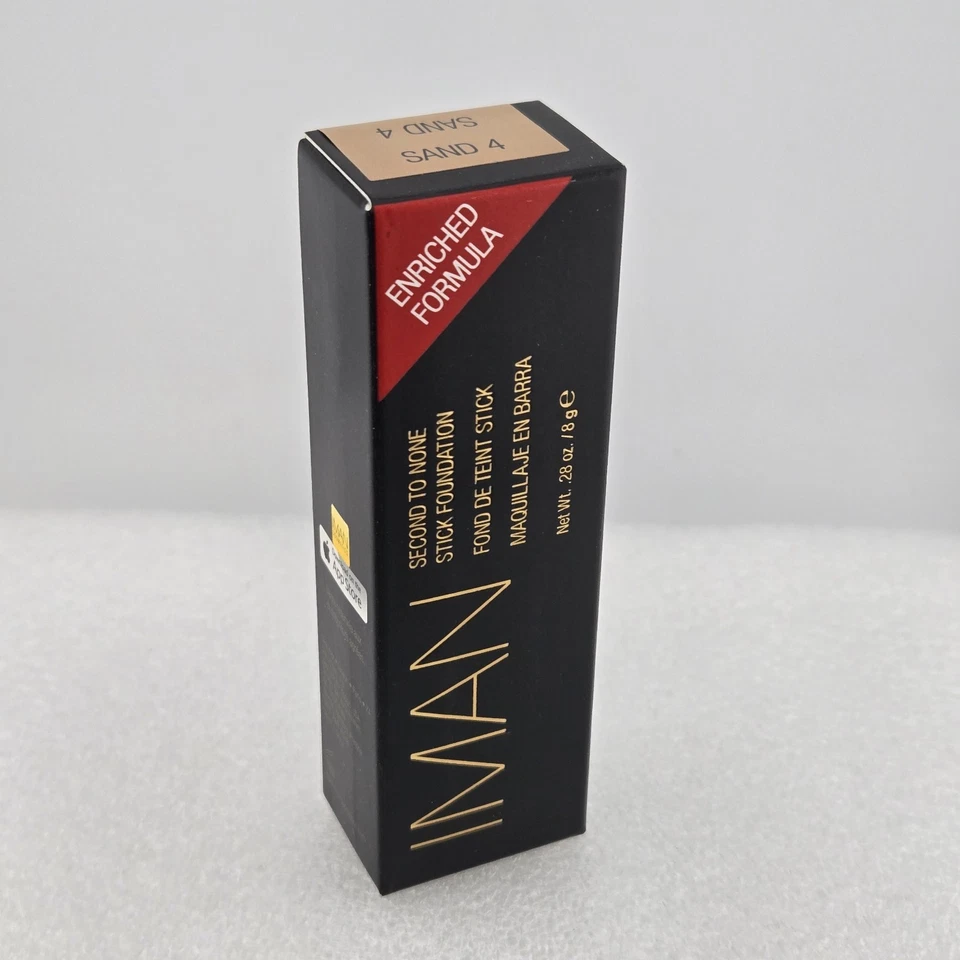 SAND 4
SAND 4
ENRICHED
FORMULA
IMAN
SECOND TO NONE
STICK FOUNDATION
FOND DE TEINT STICK
MAQUILLAJE EN BARRA
Net Wt. .28 oz. / 8 g e
IMAN
App Store